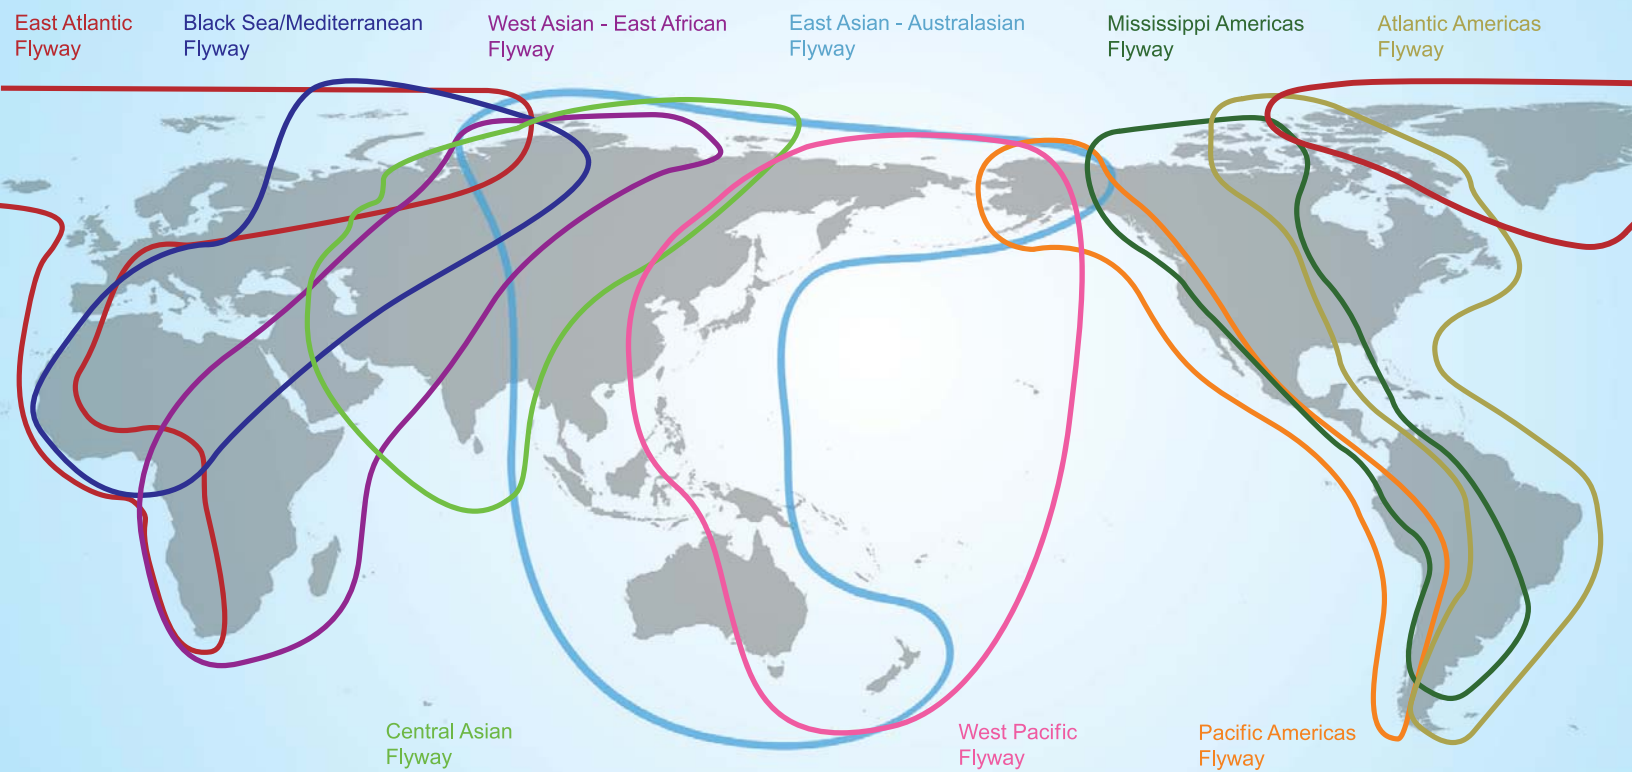 East Atlantic
Flyway
Black Sea/Mediterranean
Flyway
West Asian - East African
Flyway
East Asian - Australasian
Flyway
Mississippi Americas
Flyway
Atlantic Americas
Flyway
Central Asian
Flyway
West Pacific
Flyway
Pacific Americas
Flyway